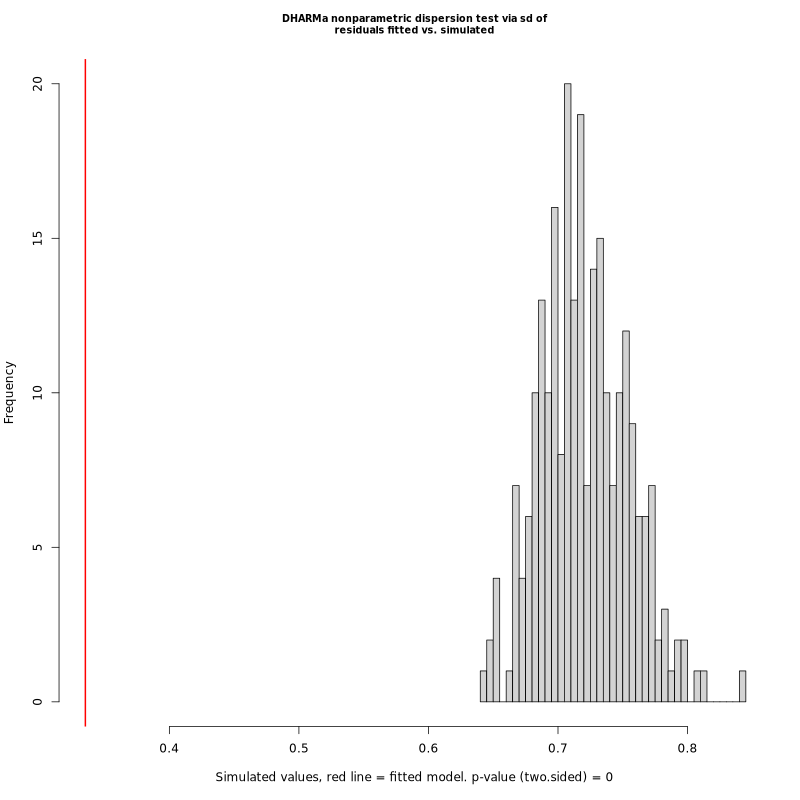 DHARMa nonparametric dispersion test via sd of
residuals fitted vs. simulated
20
15
10
5
0
Frequency
0.4 0.5 0.6 0.7 0.8
Simulated values, red line = fitted model. p-value (two.sided) = 0